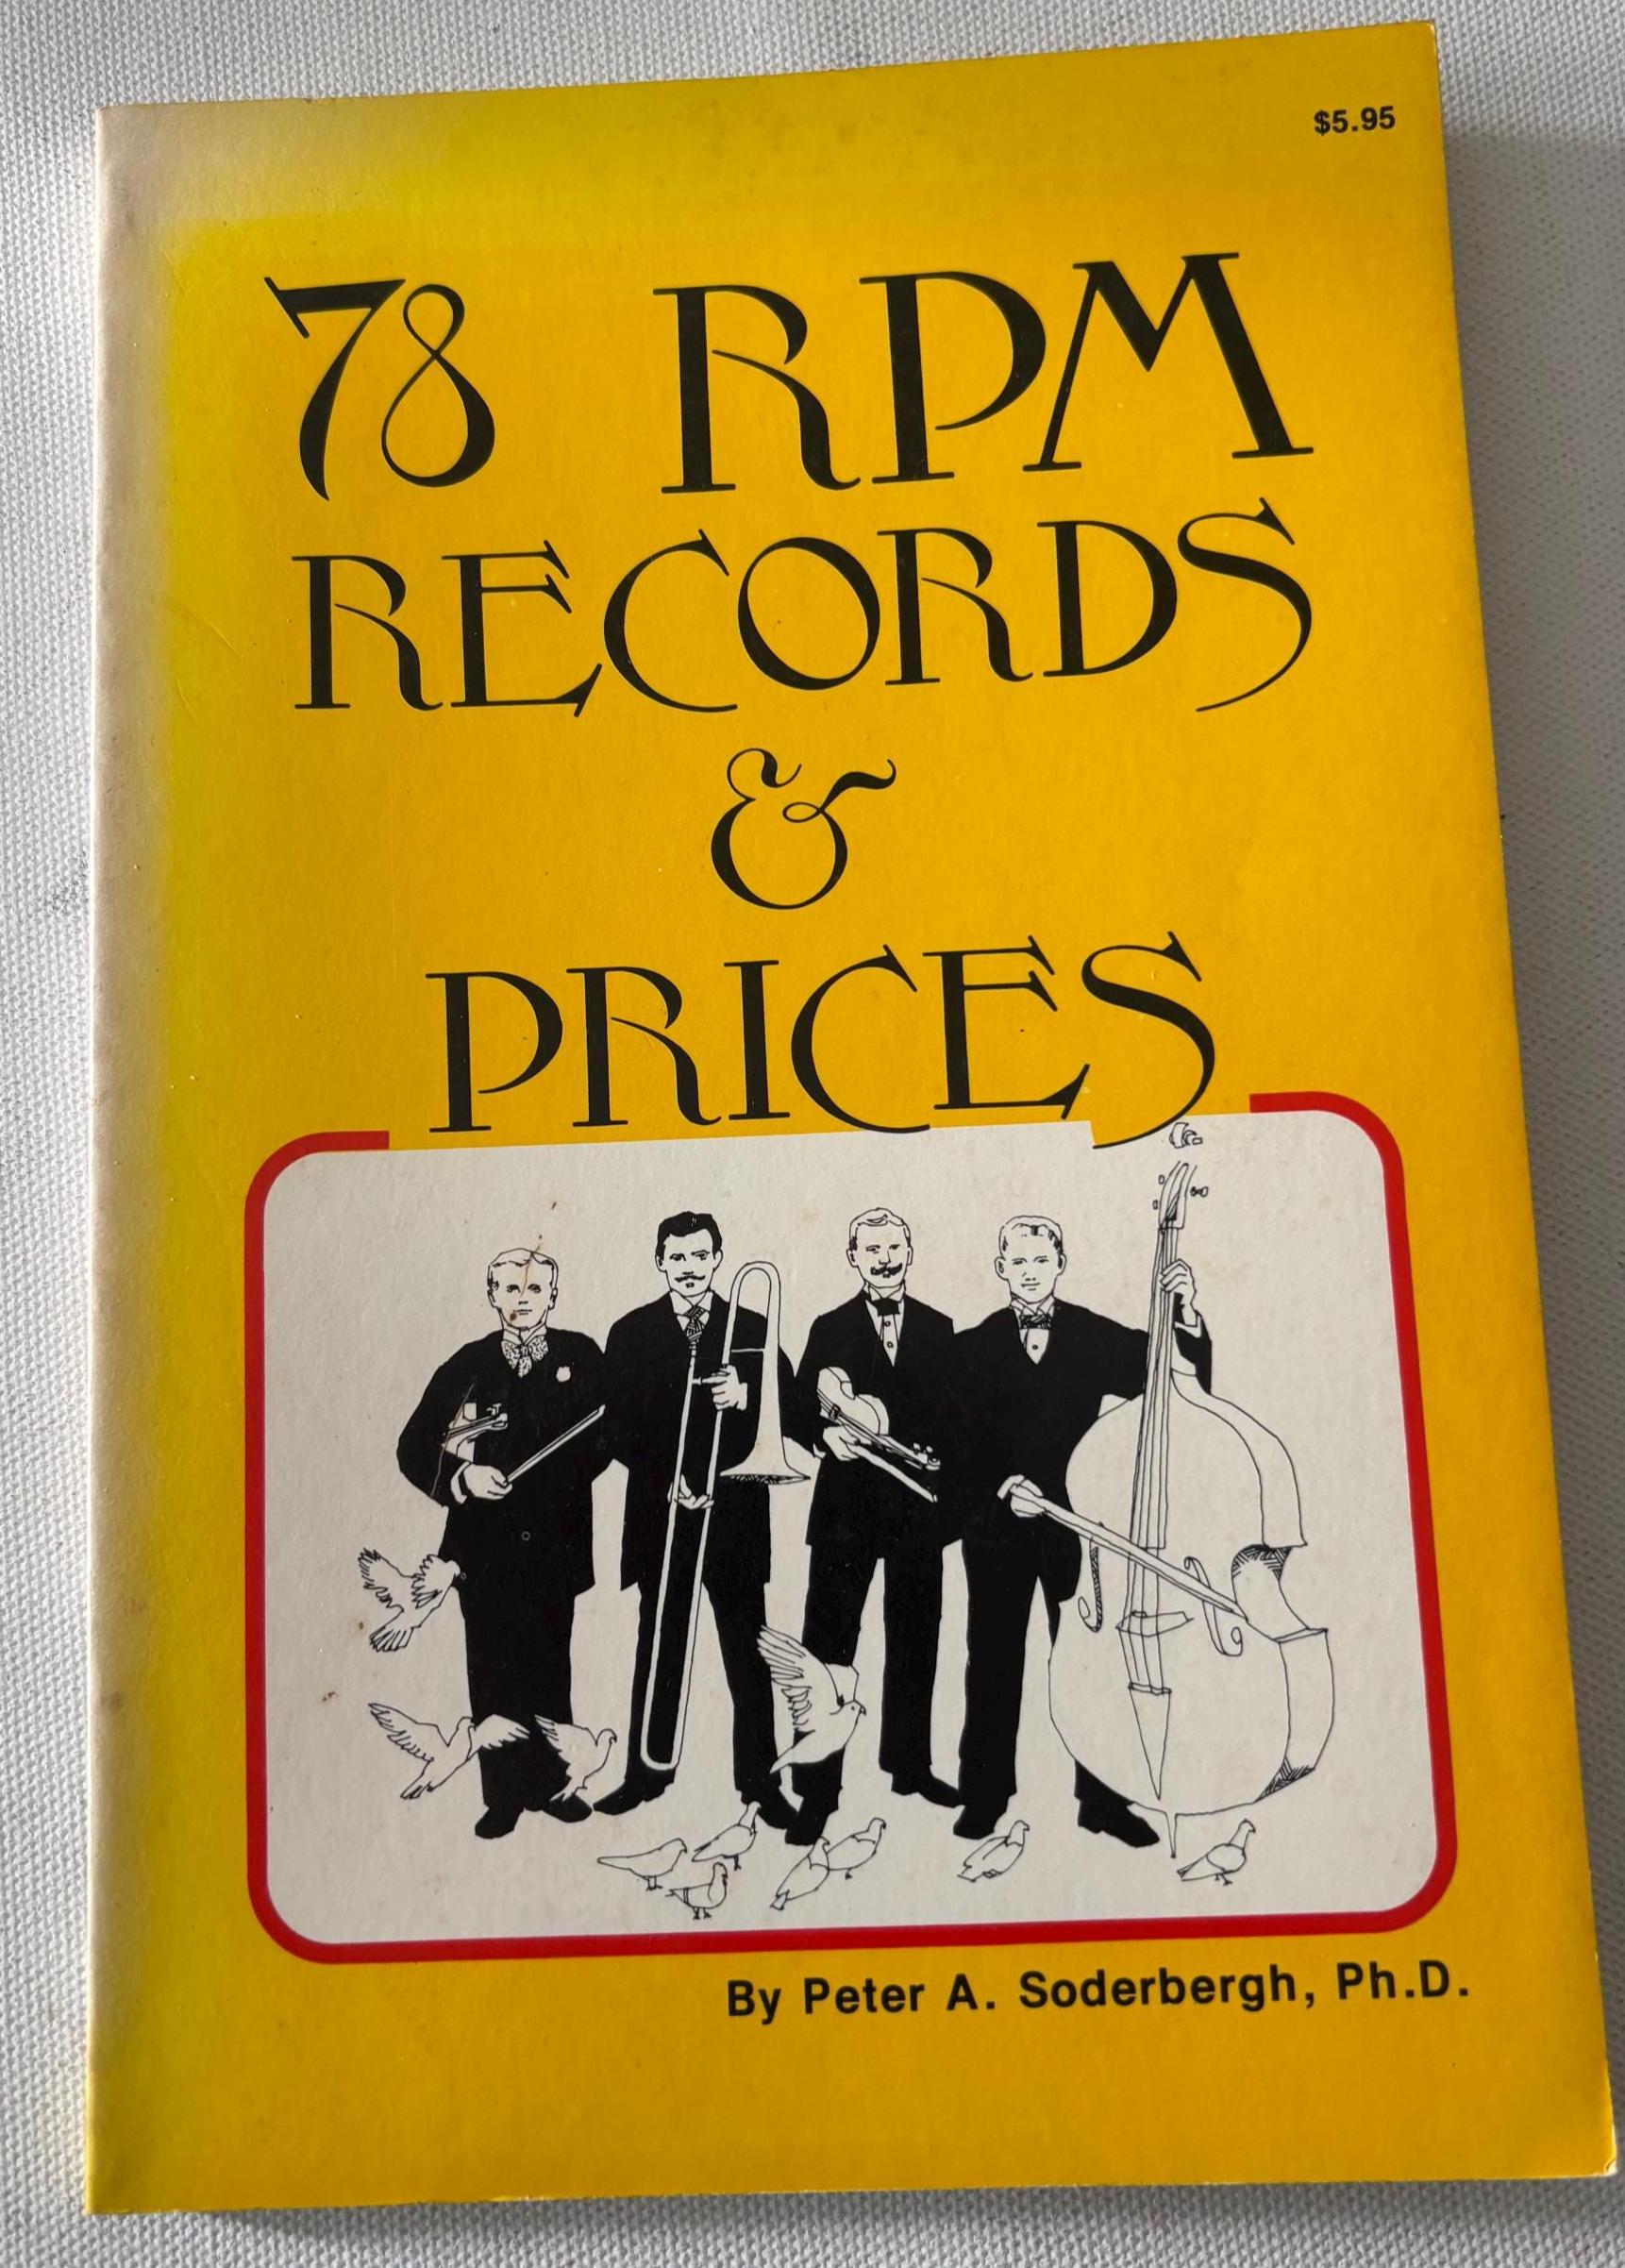 $5.95
78 RPM
RECORDS
&
PRICES
By Peter A. Soderbergh, Ph.D.